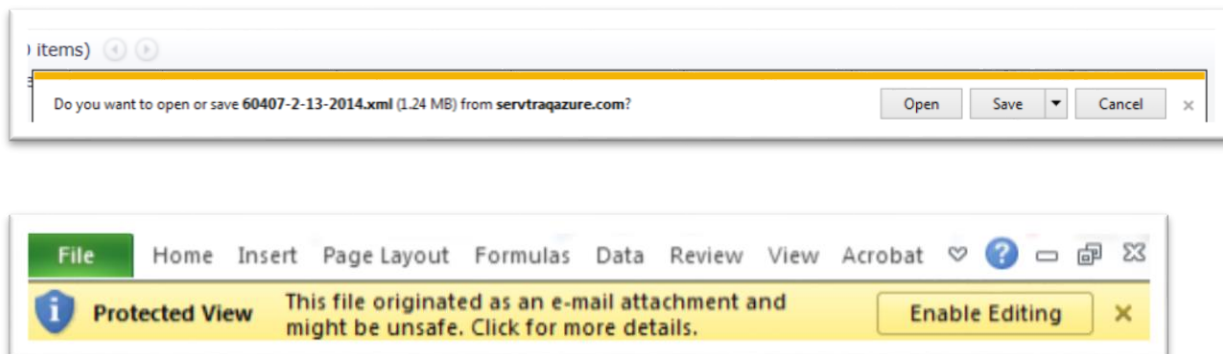 items)
Do you want to open or save 60407-2-13-2014.xml (1.24 MB) from servtraqazure.com? Open Save Cancel
File Home Insert Page Layout Formulas Data Review View Acrobat
Protected View This file originated as an e-mail attachment and
might be unsafe. Click for more details. Enable Editing